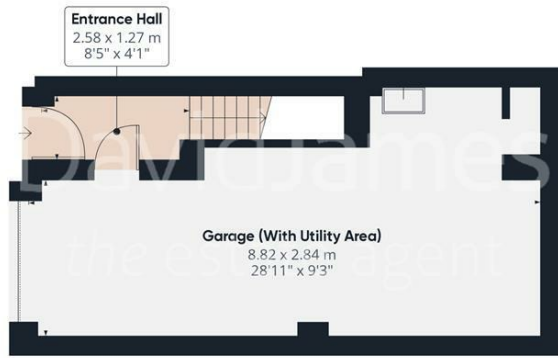 Entrance Hall
2.58 x 1.27 m
8'5" x 4'1"
DavidJames
Garage (With Utility Area)
8.82 x 2.84 m
28'11" x 9'3"
the estate agent